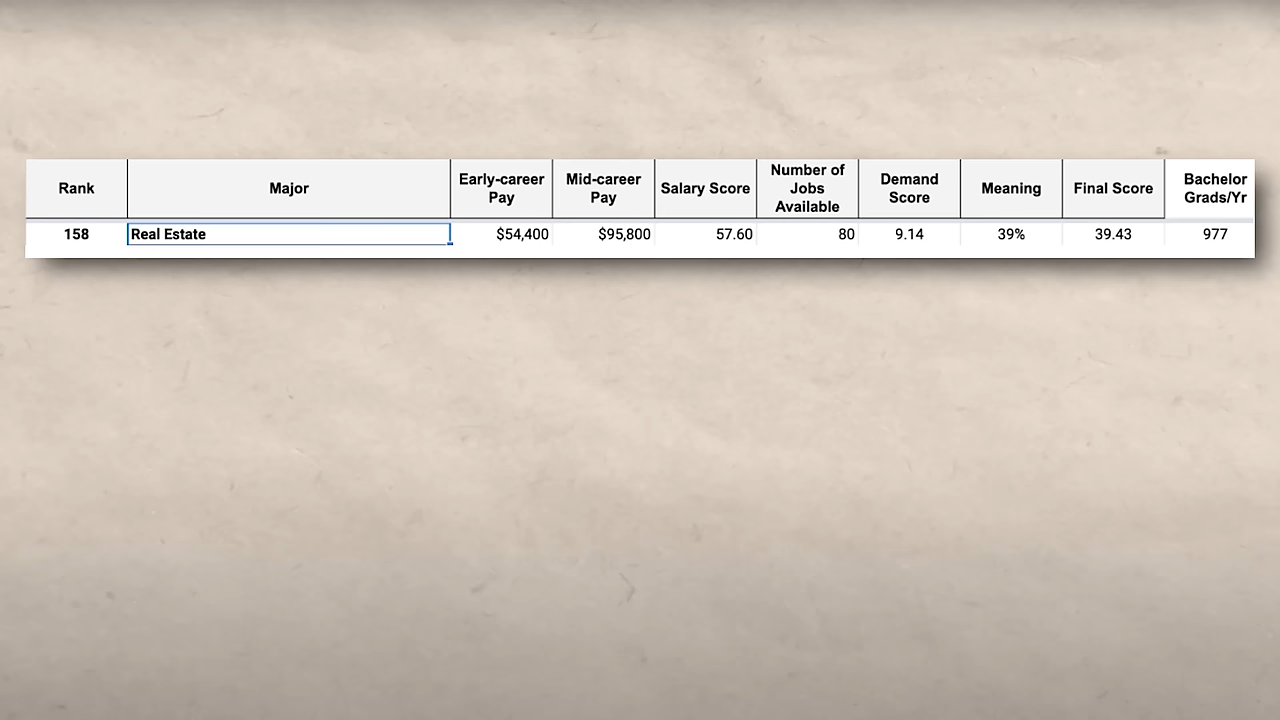 Rank Major Early-career Pay Mid-career Pay Salary Score Number of Jobs Available Demand Score Meaning Final Score Bachelor Grads/Yr
158 Real Estate $54,400 $95,800 57.60 80 9.14 39% 39.43 977